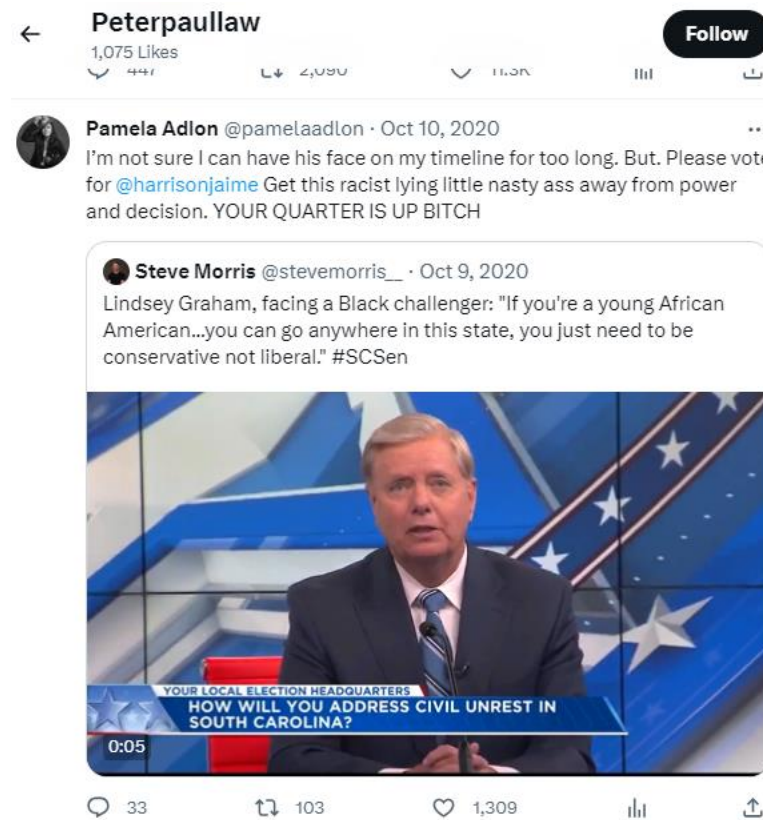 Peterpaullaw
Follow
1,075 Likes
447 2,090 11.3K
Pamela Adlon @pamelaadlon · Oct 10, 2020
I'm not sure I can have his face on my timeline for too long. But. Please vote
for @harrisonjaime Get this racist lying little nasty ass away from power
and decision. YOUR QUARTER IS UP BITCH
Steve Morris @stevemorris__ · Oct 9, 2020
Lindsey Graham, facing a Black challenger: "If you're a young African
American...you can go anywhere in this state, you just need to be
conservative not liberal." #SCSen
YOUR LOCAL ELECTION HEADQUARTERS
HOW WILL YOU ADDRESS CIVIL UNREST IN
SOUTH CAROLINA?
0:05
33 103 1,309